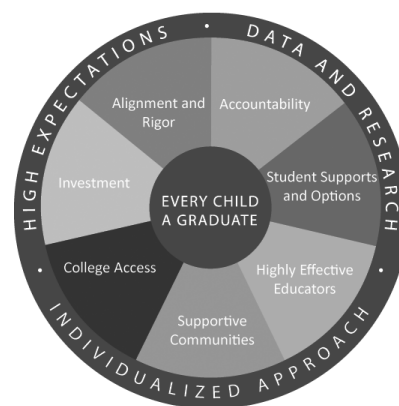 HIGH EXPECTATIONS • DATA AND RESEARCH • INDIVIDUALIZED APPROACH •
Alignment and
Rigor
Accountability
Student Supports
and Options
Highly Effective
Educators
Supportive
Communities
College Access
Investment
EVERY CHILD
A GRADUATE